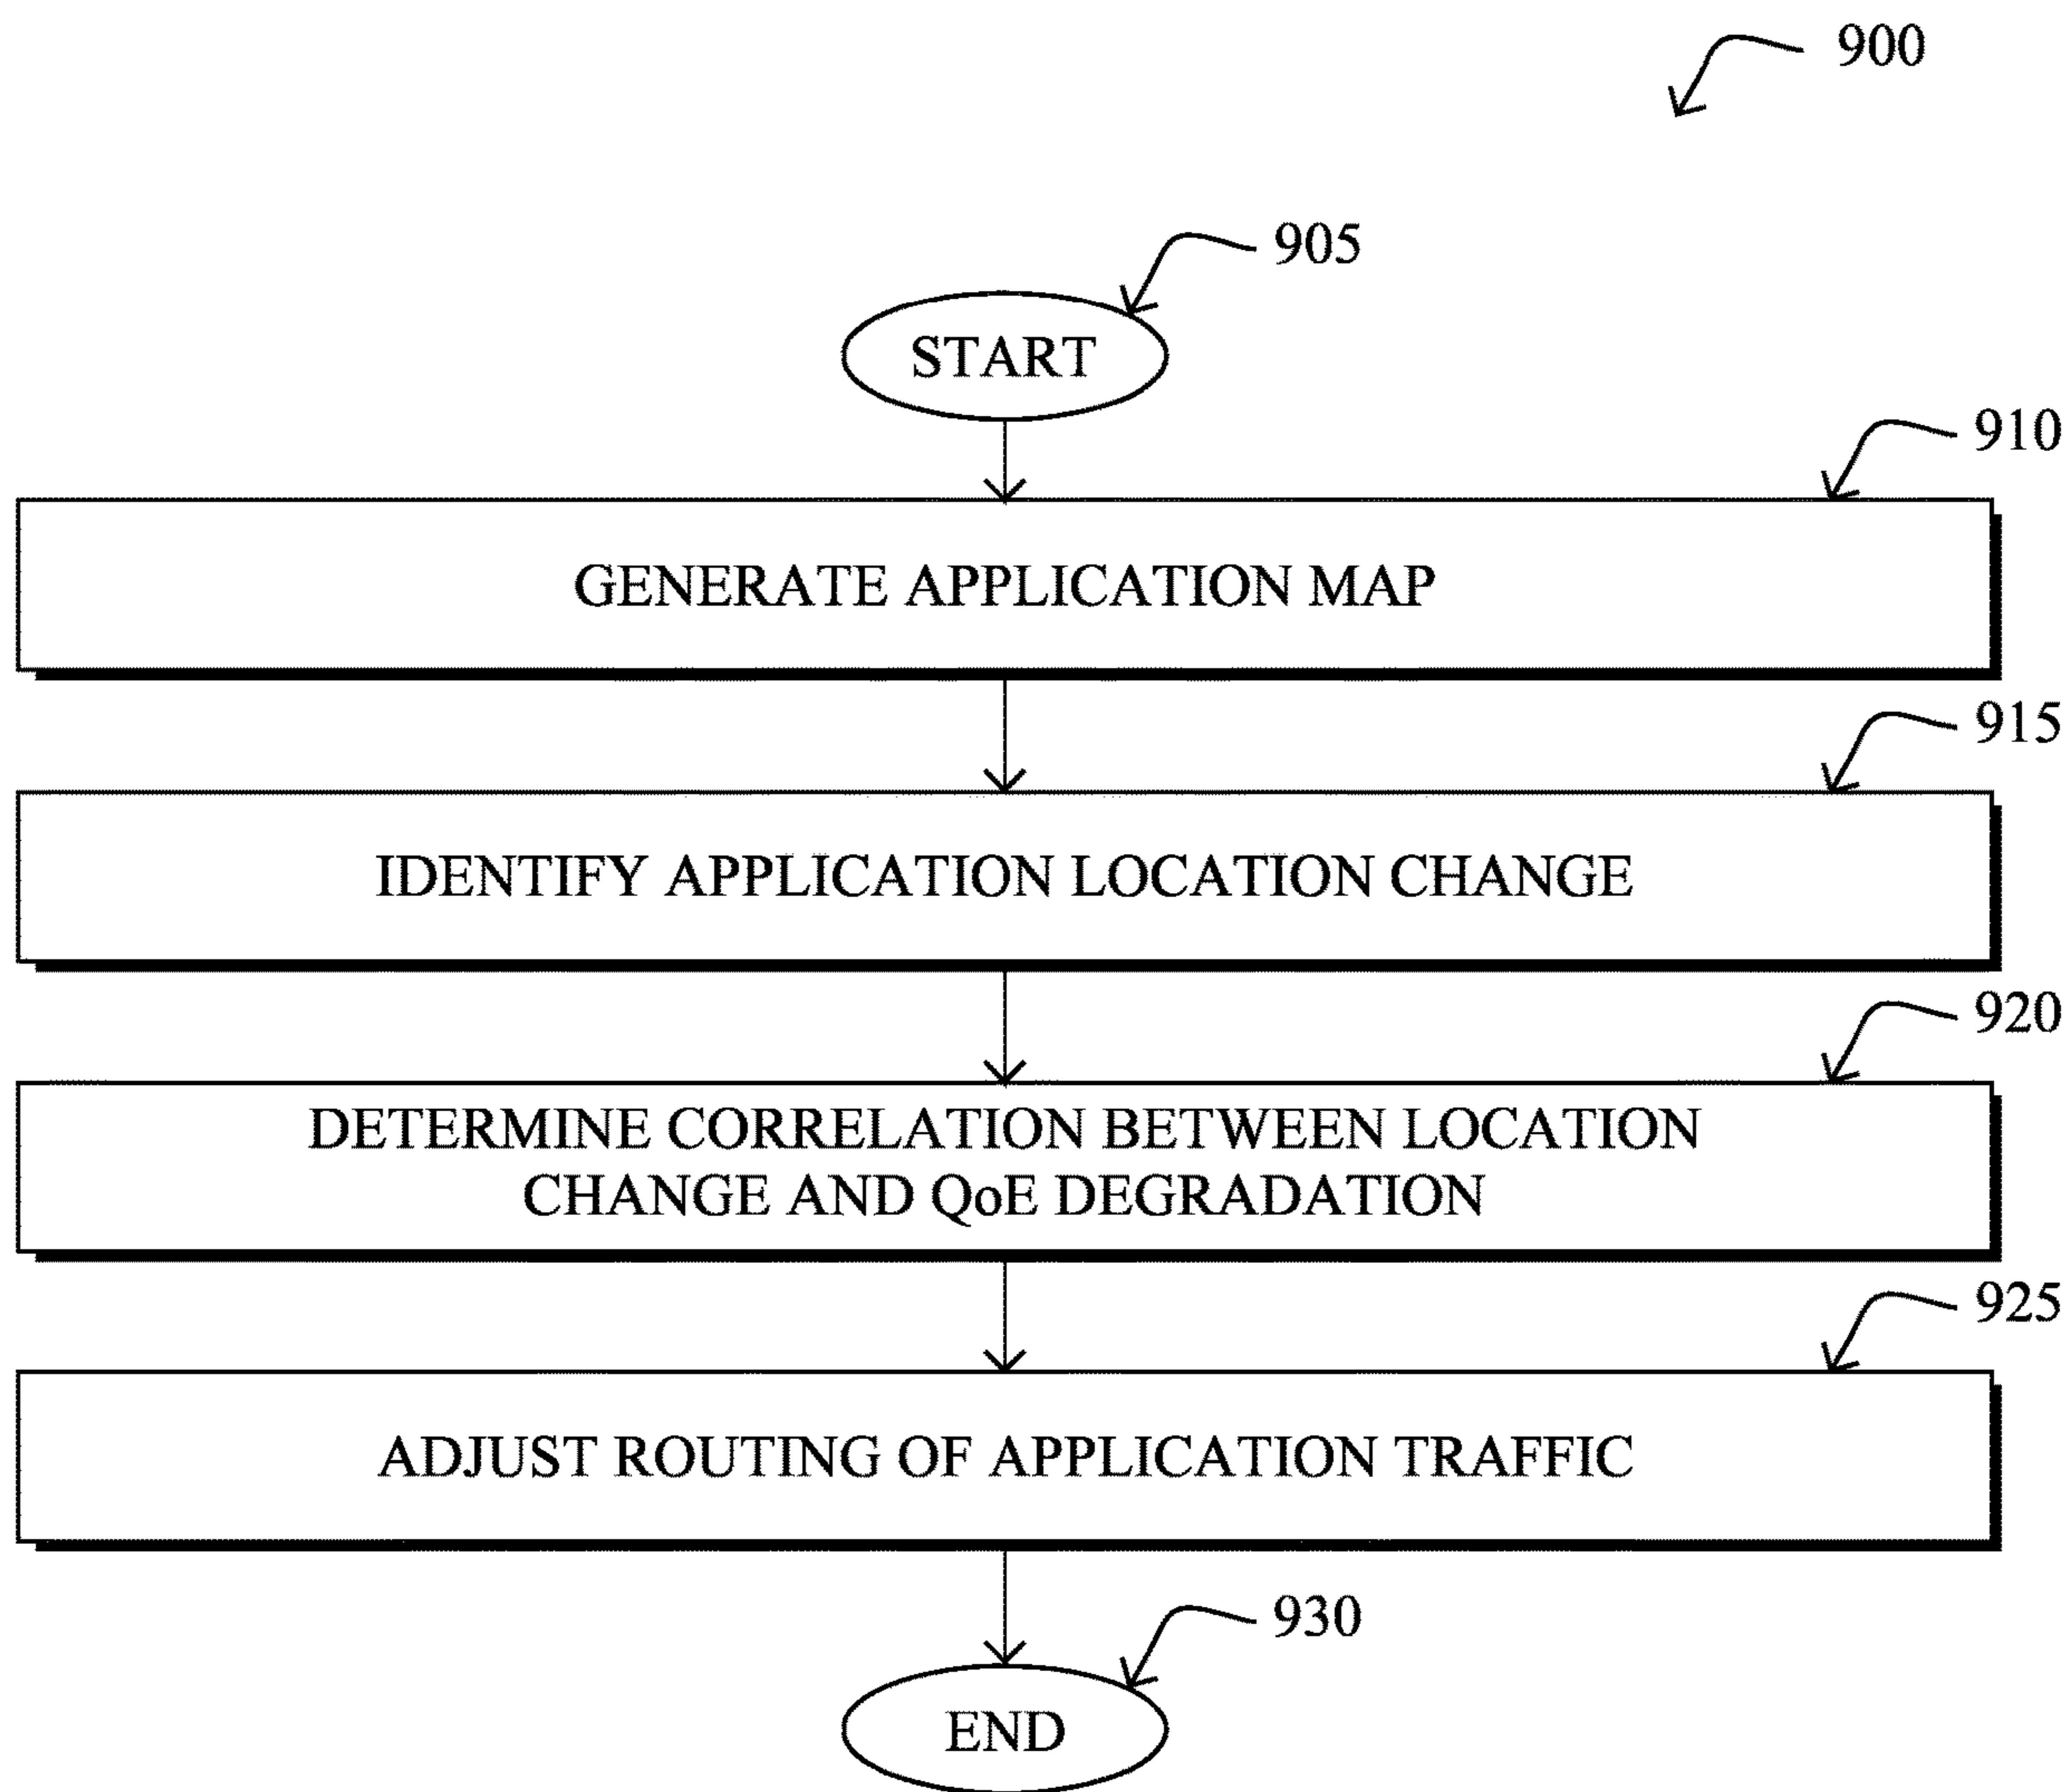 900
905
START
910
GENERATE APPLICATION MAP
915
IDENTIFY APPLICATION LOCATION CHANGE
920
DETERMINE CORRELATION BETWEEN LOCATION
CHANGE AND QoE DEGRADATION
925
ADJUST ROUTING OF APPLICATION TRAFFIC
930
END